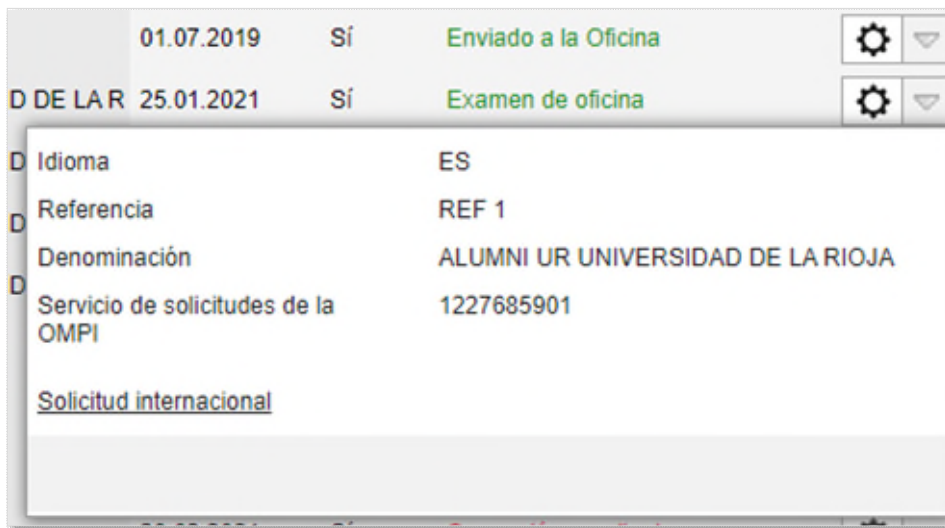 01.07.2019 Sí Enviado a la Oficina
D DE LA R 25.01.2021 Sí Examen de oficina
D Idioma ES
D Referencia REF 1
Denominación ALUMNI UR UNIVERSIDAD DE LA RIOJA
D
Servicio de solicitudes de la 1227685901
OMPI
Solicitud internacional